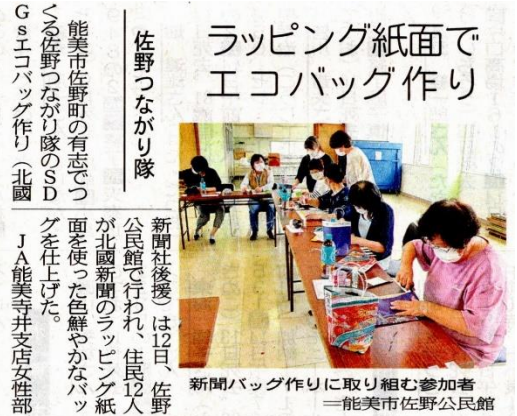 ラッピング紙面で
エコバッグ作り
佐野つながり隊
能美市佐野町の有志でつ
くる佐野つながり隊のSD
Gsエコバッグ作り（北國
新聞社後援）は12日、佐野
公民館で行われ、住民12人
が北國新聞のラッピング紙
面を使った色鮮やかなバッ
グを仕上げた。
JA能美寺井支店女性部
新聞バッグ作りに取り組む参加者
＝能美市佐野公民館